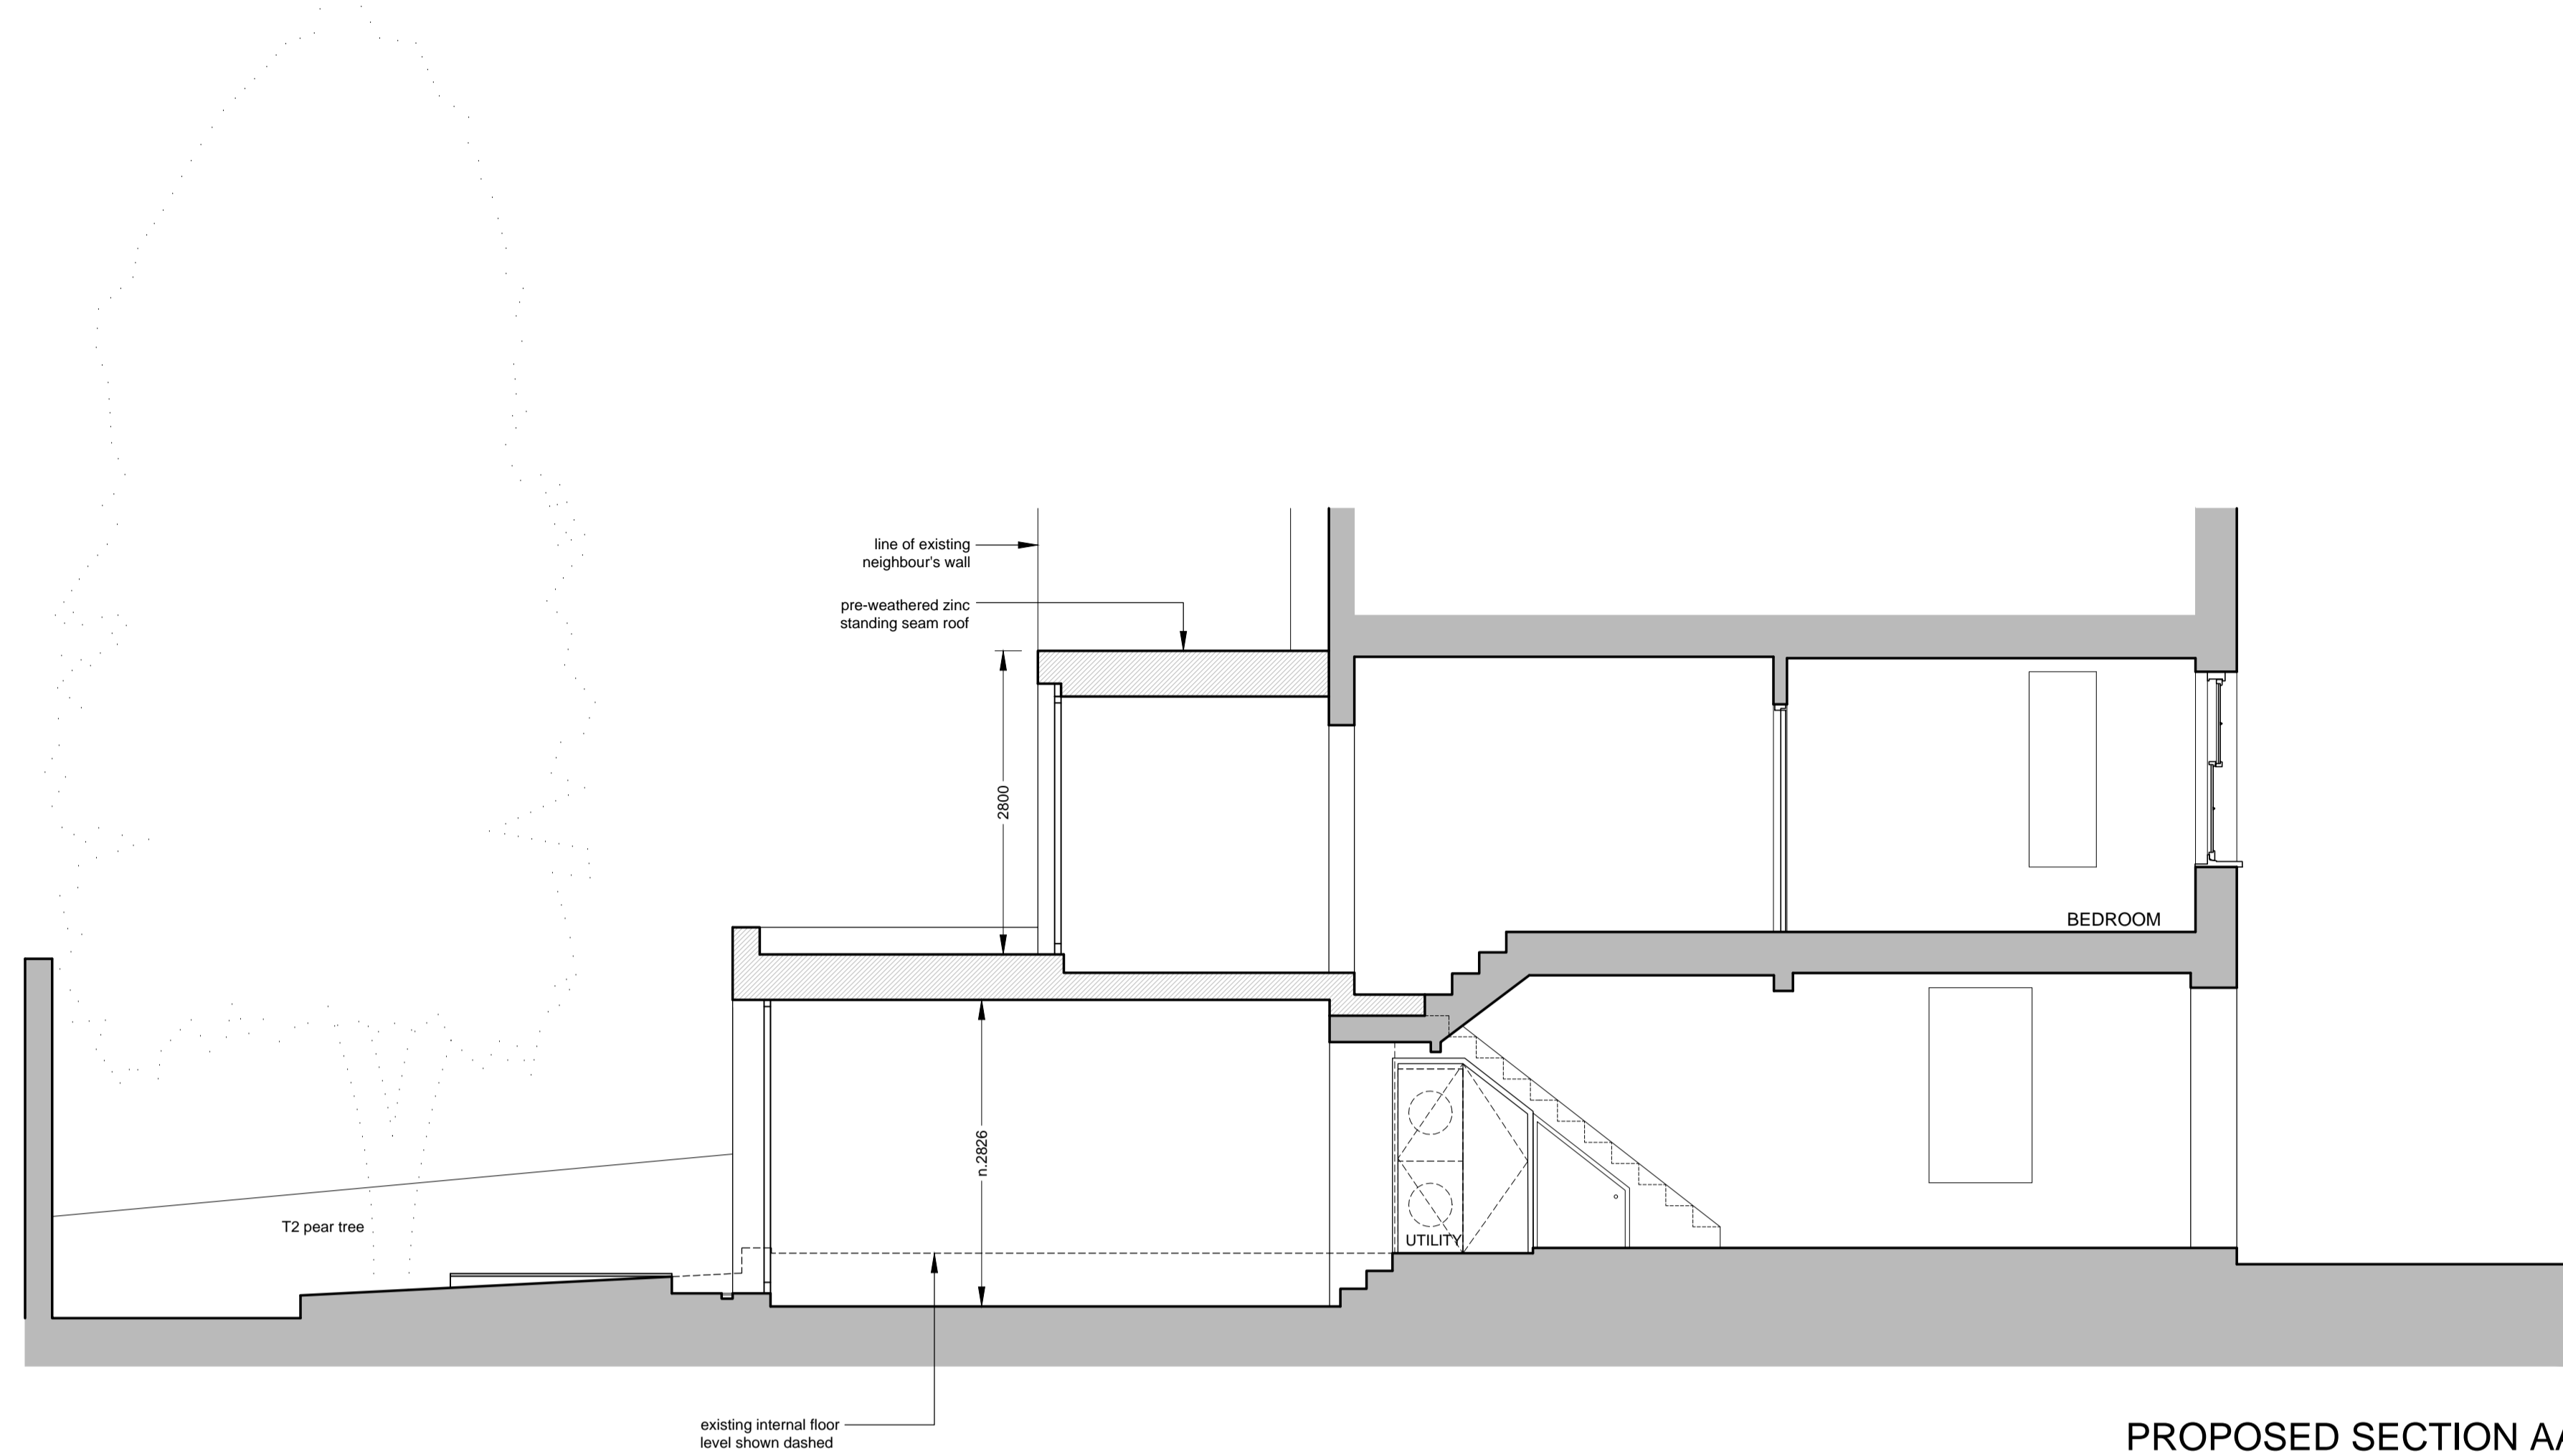 line of existing
neighbour's wall
pre-weathered zinc
standing seam roof
2800
BEDROOM
n.2826
T2 pear tree
UTILITY
existing internal floor
level shown dashed
PROPOSED SECTION